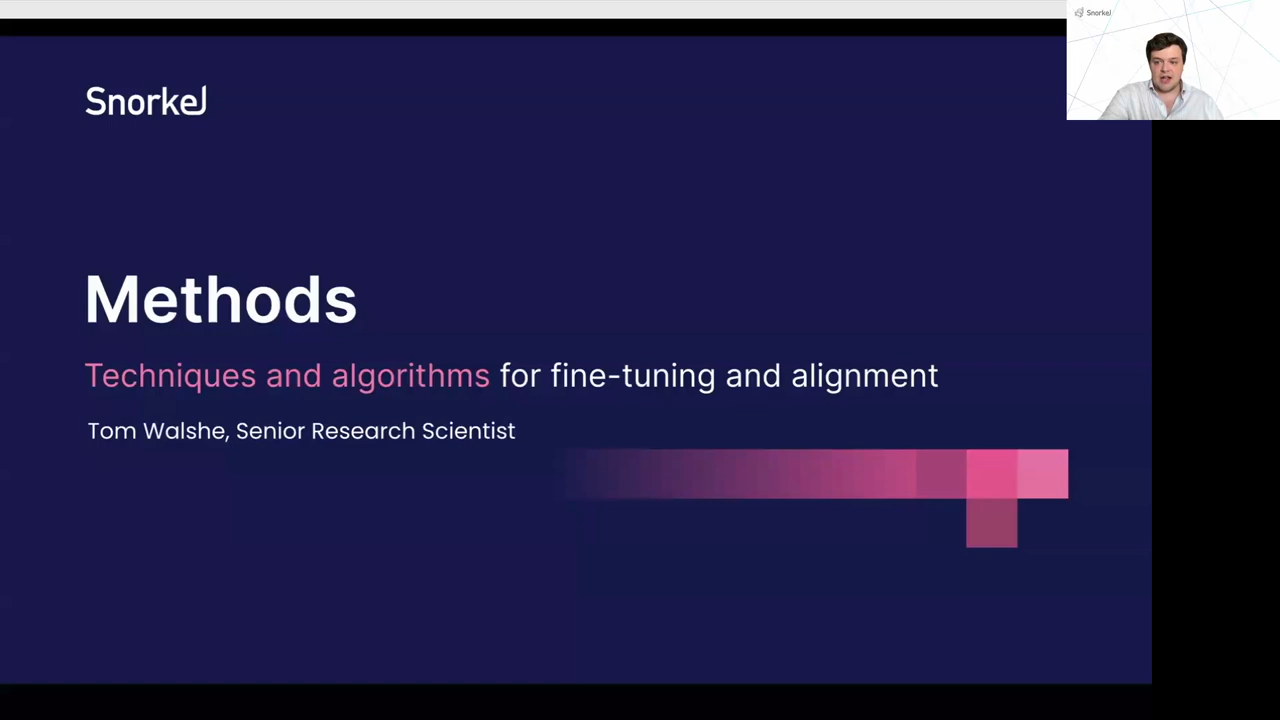 Snorkel
Snorkel
Methods
Techniques and algorithms for fine-tuning and alignment
Tom Walshe, Senior Research Scientist